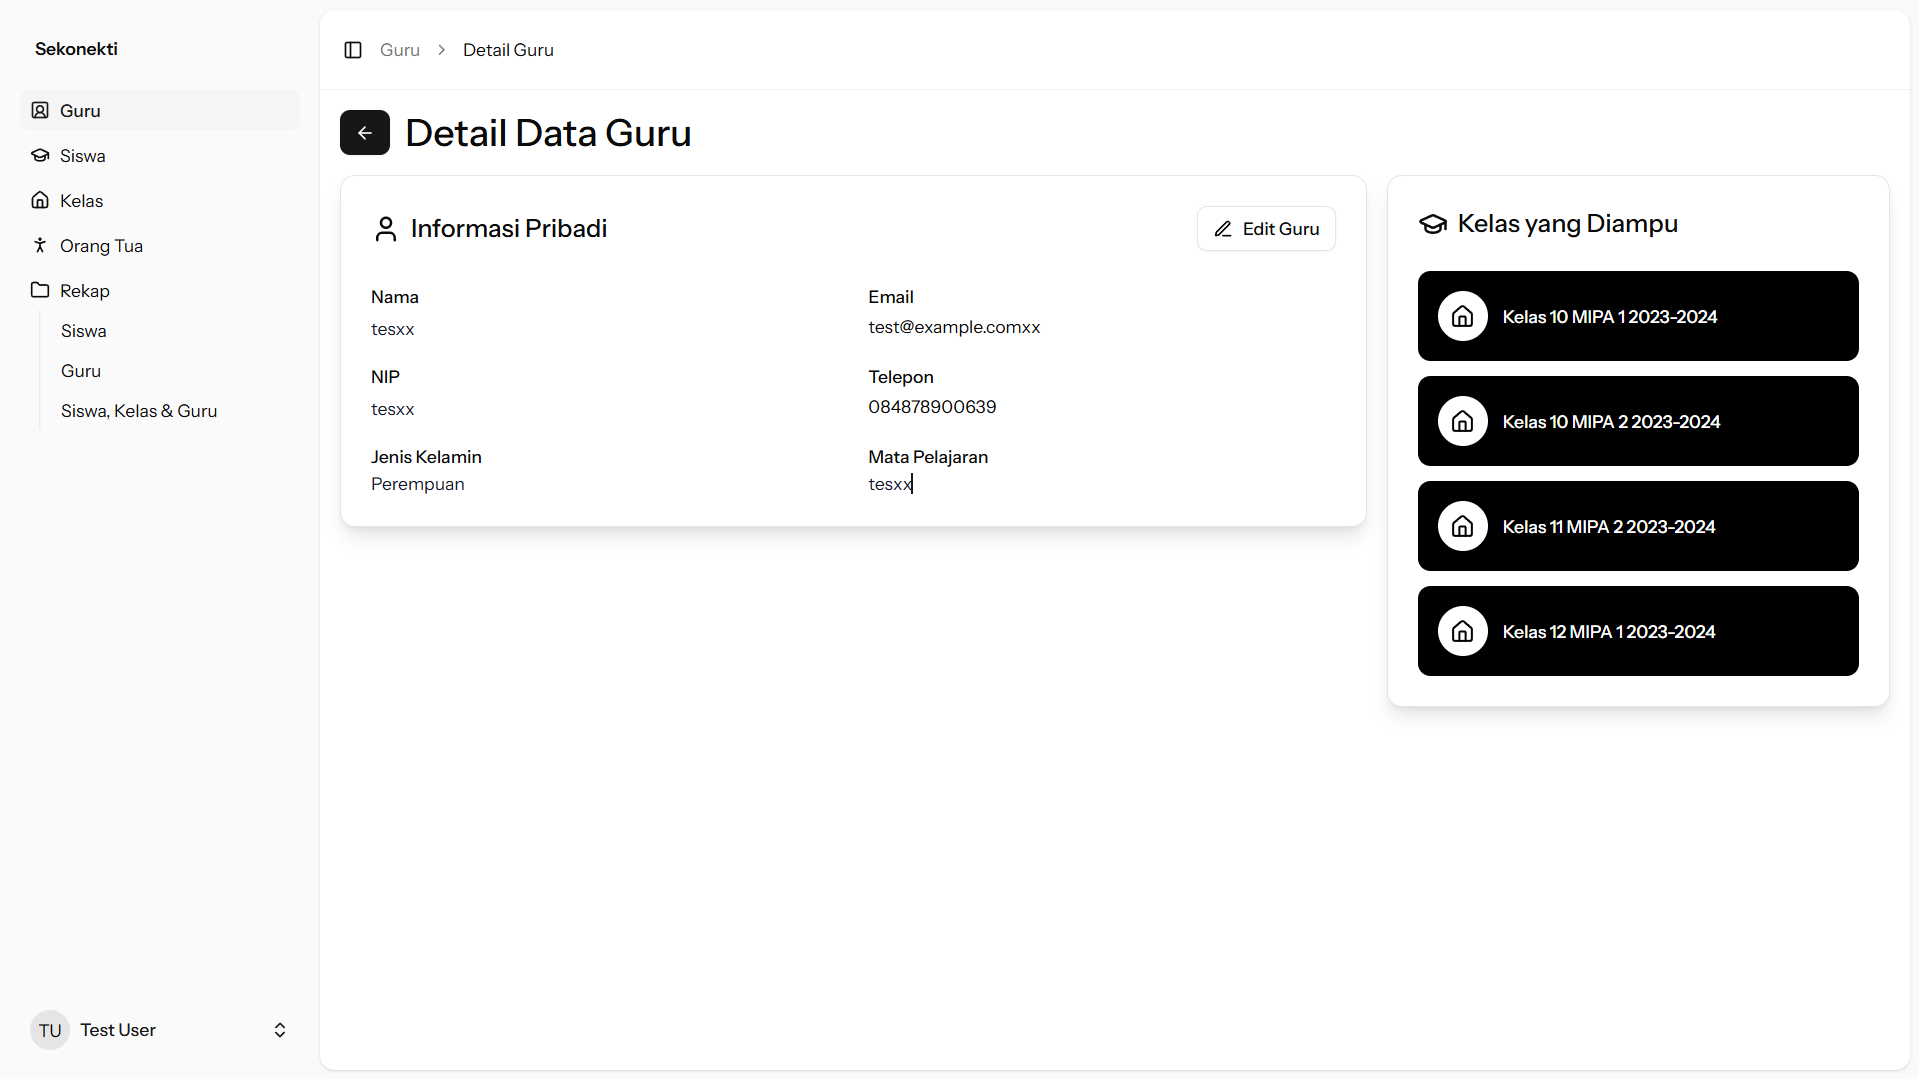 Sekonekti
Guru
Siswa
Kelas
Orang Tua
Rekap
Siswa
Guru
Siswa, Kelas & Guru
TU Test User
Guru > Detail Guru
Detail Data Guru
Informasi Pribadi
Edit Guru
Nama
tesxx
Email
test@example.comxx
NIP
tesxx
Telepon
084878900639
Jenis Kelamin
Perempuan
Mata Pelajaran
tesxx
Kelas yang Diampu
Kelas 10 MIPA 1 2023-2024
Kelas 10 MIPA 2 2023-2024
Kelas 11 MIPA 2 2023-2024
Kelas 12 MIPA 1 2023-2024